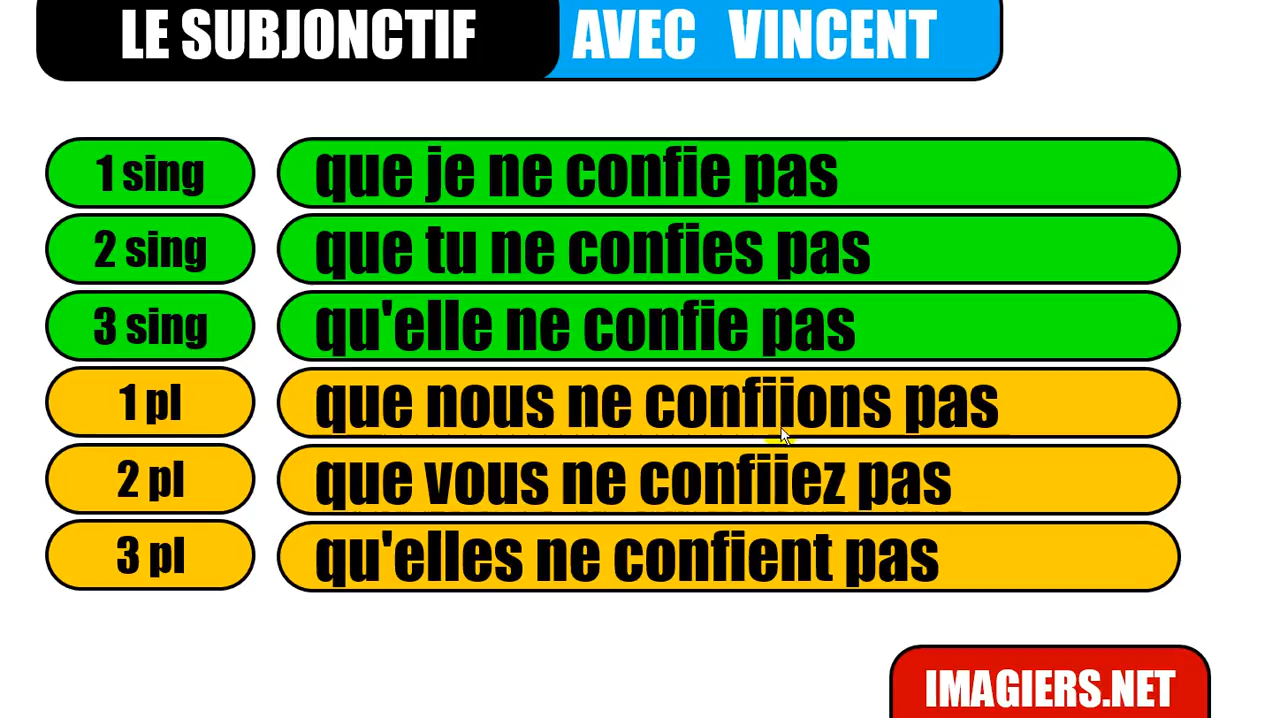 LE SUBJONCTIF AVEC VINCENT
1 sing que je ne confie pas
2 sing que tu ne confies pas
3 sing qu'elle ne confie pas
1 pl que nous ne confiions pas
2 pl que vous ne confiiez pas
3 pl qu'elles ne confient pas
IMAGIERS.NET